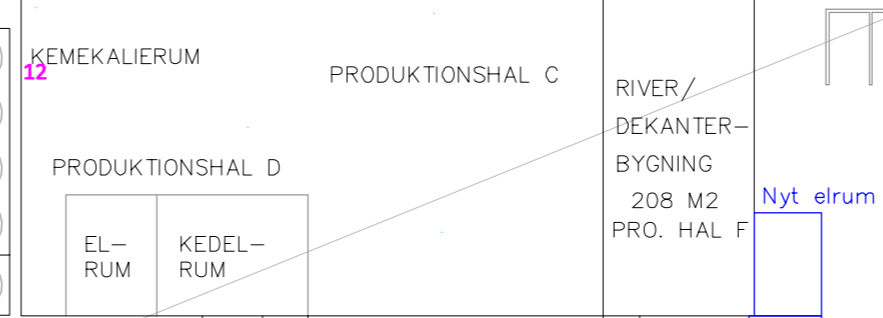 KEMEKALIERUM
12
PRODUKTIONSHAL C
RIVER/
DEKANTER-
BYGNING
208 M2
PRO. HAL F
PRODUKTIONSHAL D
EL-
RUM
KEDEL-
RUM
Nyt elrum